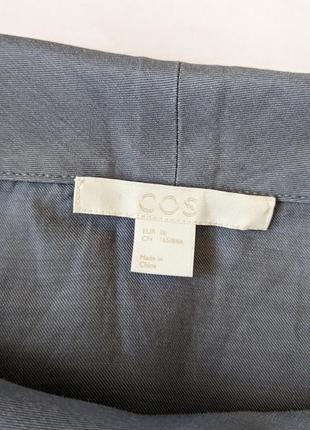 COS
EUR 36
CN 165/84A
Made in
China